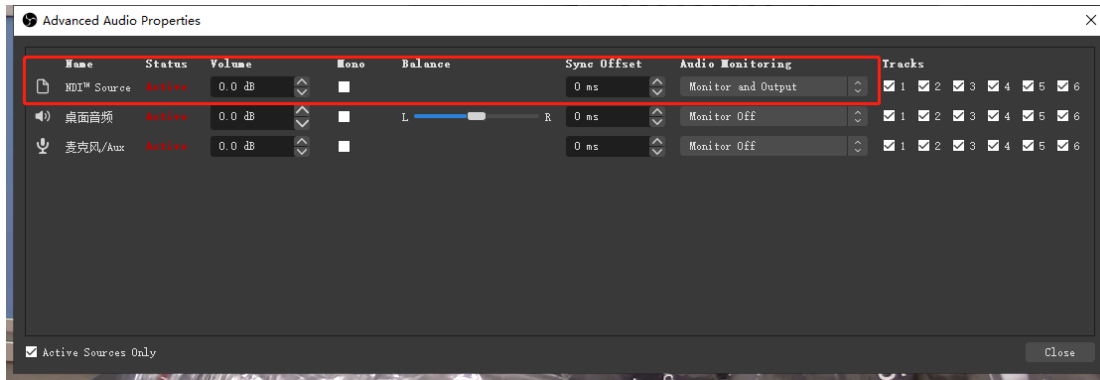 Advanced Audio Properties
Name Status Volume Mono Balance Sync Offset Audio Monitoring Tracks
NDI™ Source Active 0.0 dB 0 ms Monitor and Output 1 2 3 4 5 6
桌面音频 Active 0.0 dB L R 0 ms Monitor Off 1 2 3 4 5 6
麦克风/Aux Active 0.0 dB 0 ms Monitor Off 1 2 3 4 5 6
Active Sources Only Close